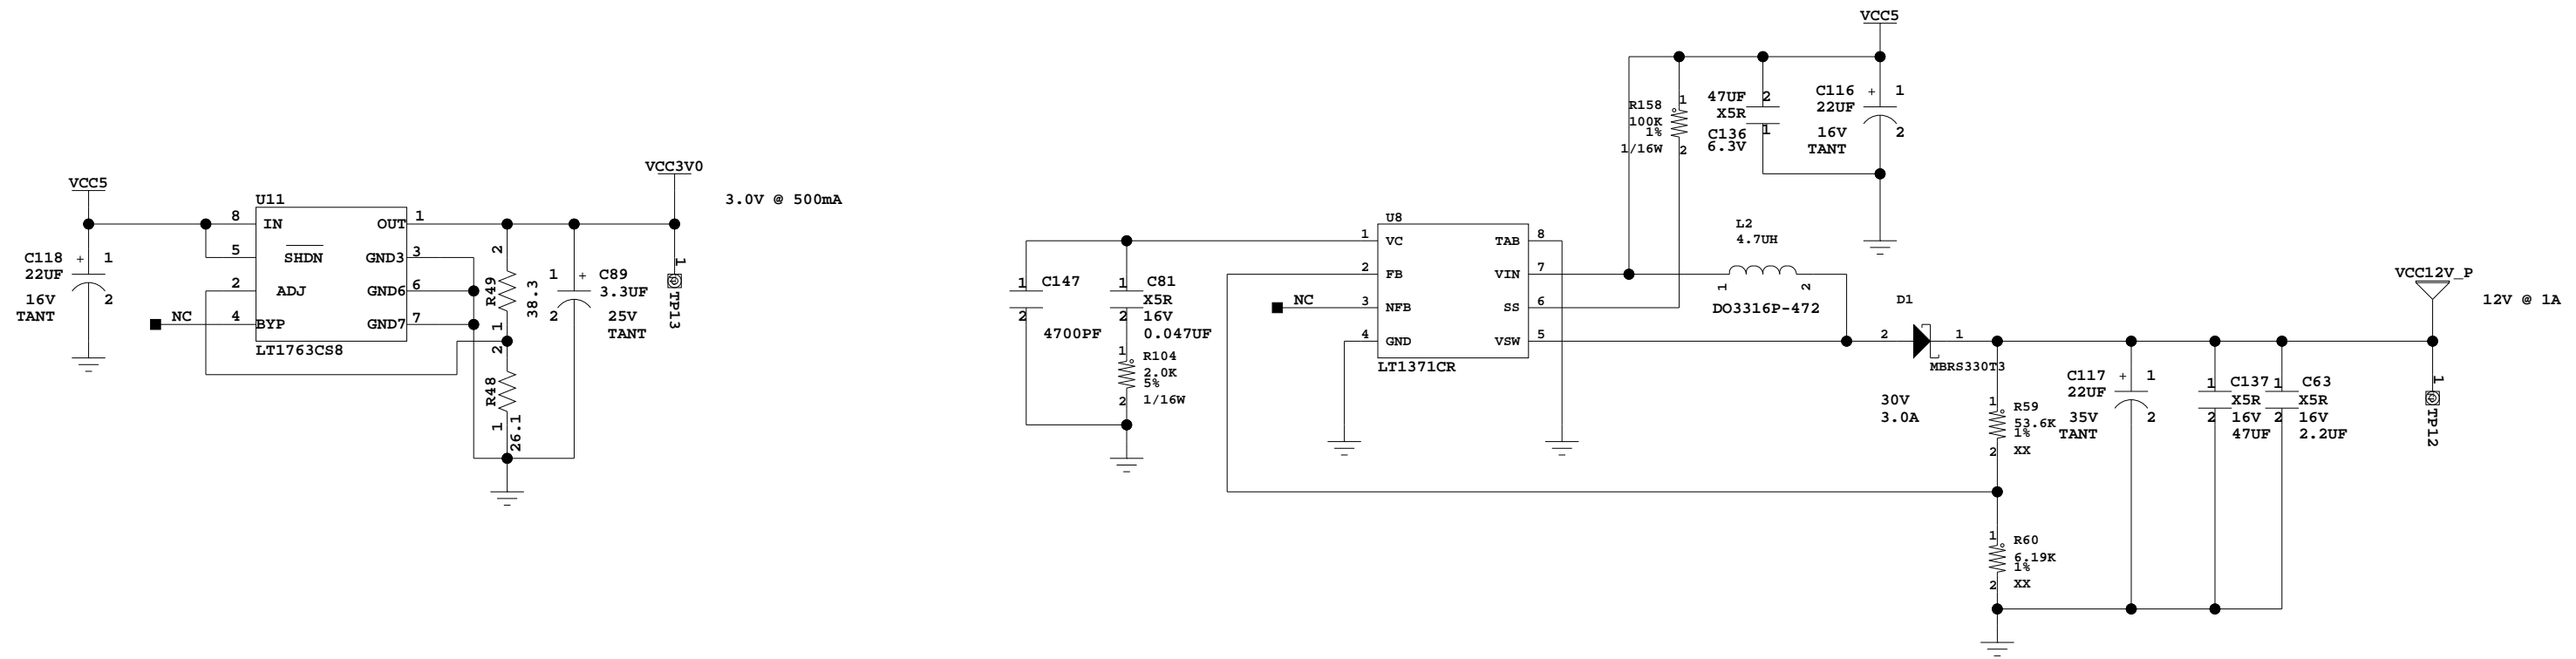 VCC5
C118
22UF
16V
TANT
+ 1
2
NC
U11
8 IN
5 SHDN
2 ADJ
4 BYP
OUT 1
GND3 3
GND6 6
GND7 7
LT1763CS8
2
R49
38.3
1
2
R48
26.1
1
1 + C89
3.3UF
2 25V
TANT
VCC3V0
1
TP13
3.0V @ 500mA
1 C147
2
4700PF
1 C81
X5R
2 16V
0.047UF
1 R104
2.0K
5%
2 1/16W
NC
U8
1 VC
2 FB
3 NFB
4 GND
TAB 8
VIN 7
SS 6
VSW 5
LT1371CR
VCC5
R158 1
100K
1%
1/16W 2
47UF 2
X5R
C136 1
6.3V
C116 + 1
22UF
16V 2
TANT
L2
4.7UH
1 2
DO3316P-472
D1
2 1
MBRS330T3
30V
3.0A
1 R59
53.6K
1%
2 XX
1 R60
6.19K
1%
2 XX
C117 + 1
22UF
35V 2
TANT
1 C137
X5R
2 16V
47UF
1 C63
X5R
2 16V
2.2UF
VCC12V_P
12V @ 1A
1
TP12